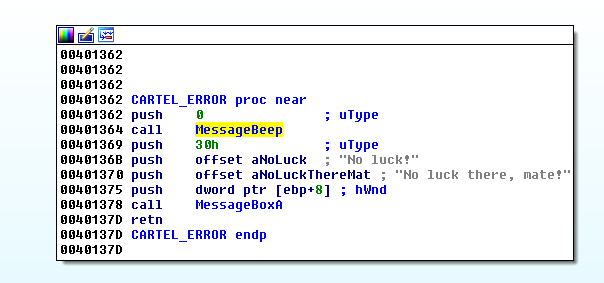 00401362
00401362
00401362
00401362 CARTEL_ERROR proc near
00401362 push    0               ; uType
00401364 call    MessageBeep
00401369 push    30h             ; uType
0040136B push    offset aNoLuck  ; "No luck!"
00401370 push    offset aNoLuckThereMat ; "No luck there, mate!"
00401375 push    dword ptr [ebp+8] ; hWnd
00401378 call    MessageBoxA
0040137D retn
0040137D CARTEL_ERROR endp
0040137D